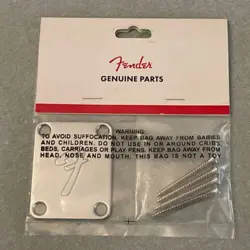 Fender
GENUINE PARTS
WARNING:
TO AVOID SUFFOCATION, KEEP BAG AWAY FROM BABIES
AND CHILDREN. DO NOT USE IN OR AROUND CRIBS,
BEDS, CARRIAGES OR PLAY PENS. KEEP BAG AWAY FROM
HEAD, NOSE AND MOUTH. THIS BAG IS NOT A TOY
F